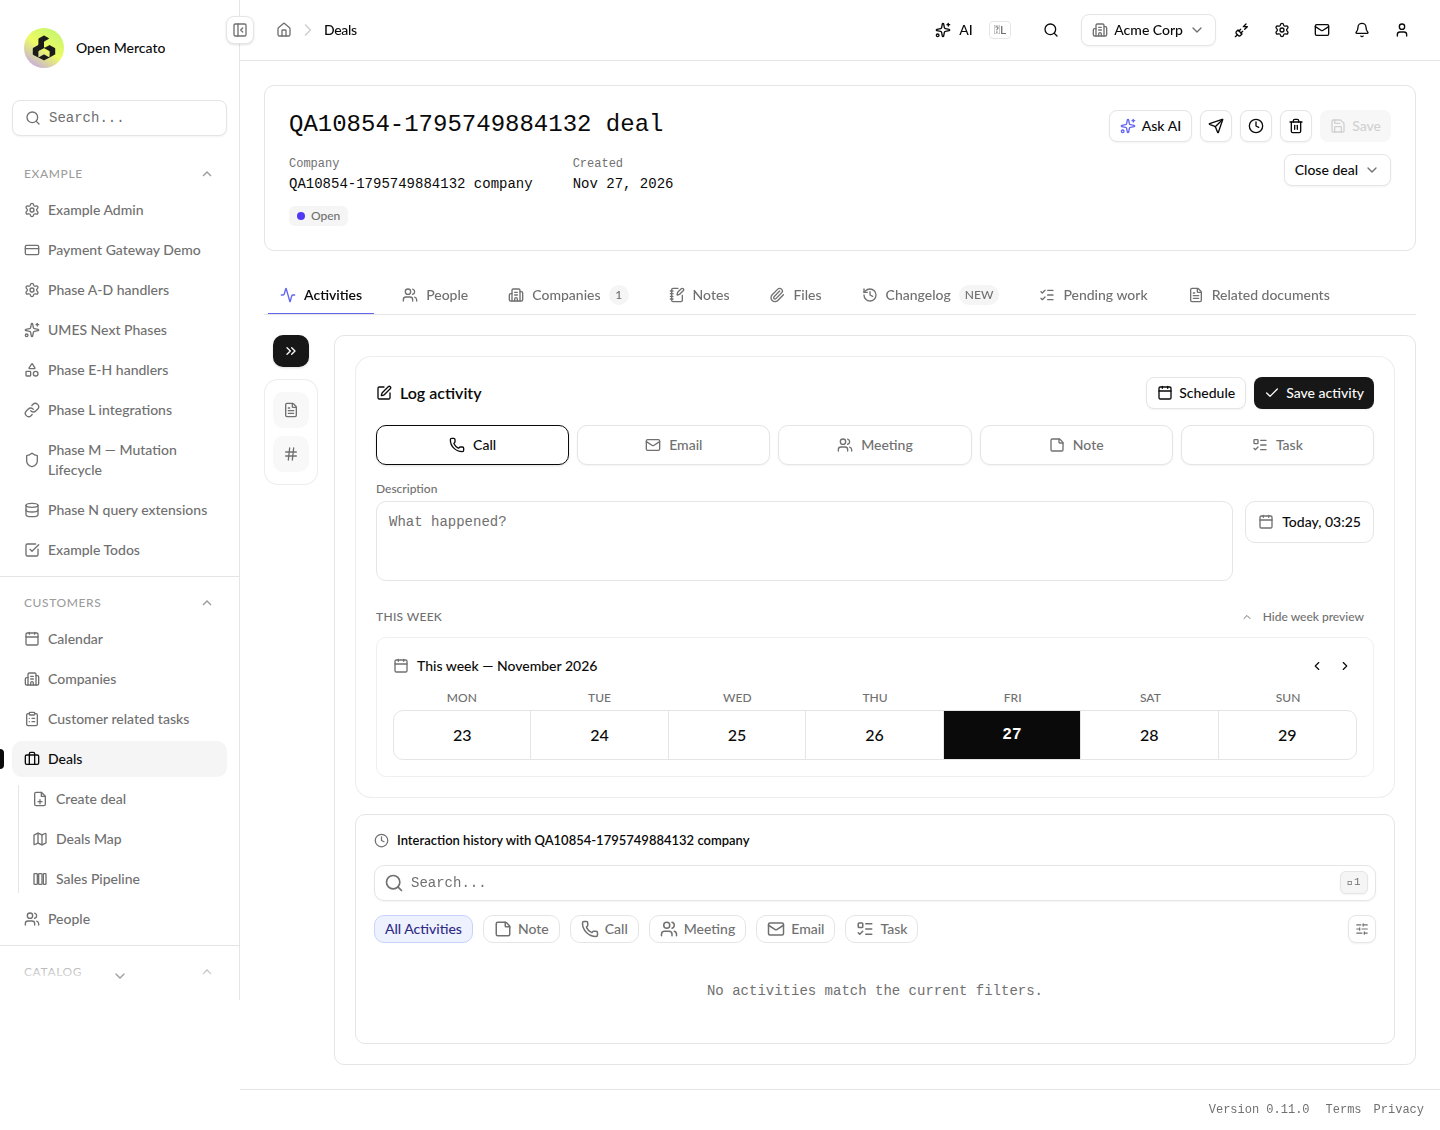 Open Mercato
Deals
AI
L
Acme Corp
Search...
EXAMPLE
Example Admin
Payment Gateway Demo
Phase A-D handlers
UMES Next Phases
Phase E-H handlers
Phase L integrations
Phase M — Mutation
Lifecycle
Phase N query extensions
Example Todos
CUSTOMERS
Calendar
Companies
Customer related tasks
Deals
Create deal
Deals Map
Sales Pipeline
People
CATALOG
QA10854-1795749884132 deal
Ask AI
Save
Company
Created
QA10854-1795749884132 company
Nov 27, 2026
Close deal
Open
Activities
People
Companies 1
Notes
Files
Changelog NEW
Pending work
Related documents
Log activity
Schedule
Save activity
Call
Email
Meeting
Note
Task
Description
What happened?
Today, 03:25
THIS WEEK
Hide week preview
This week — November 2026
MON TUE WED THU FRI SAT SUN
23 24 25 26 27 28 29
Interaction history with QA10854-1795749884132 company
Search...
1
All Activities
Note
Call
Meeting
Email
Task
No activities match the current filters.
Version 0.11.0 Terms Privacy